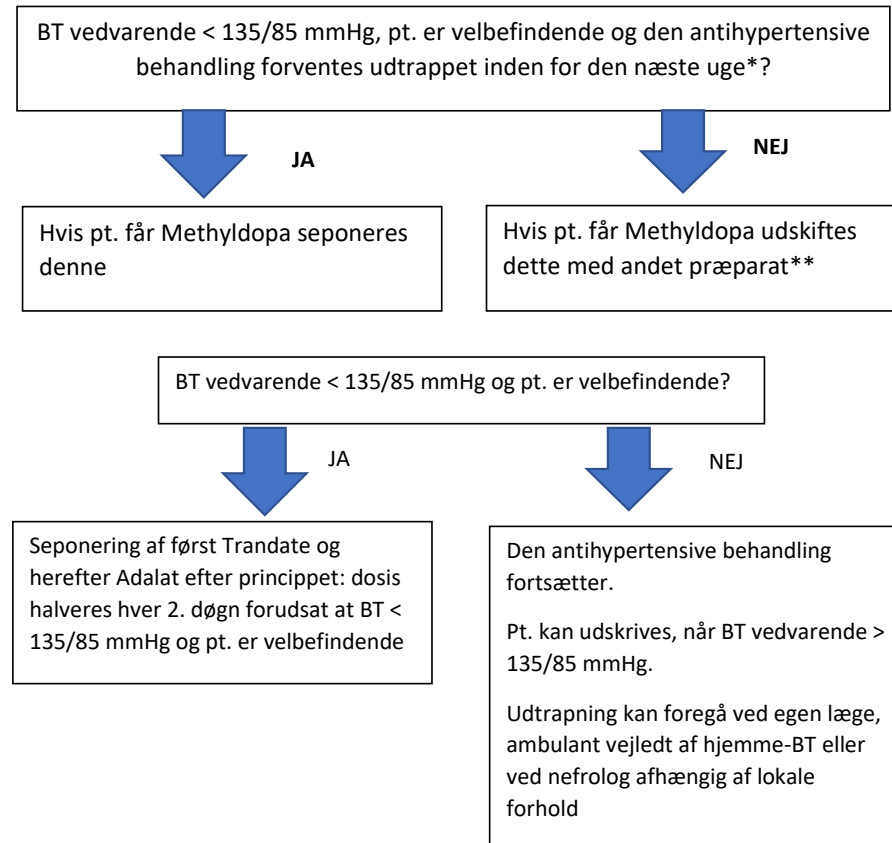 BT vedvarende < 135/85 mmHg, pt. er velbefindende og den antihypertensive
behandling forventes udtrappet inden for den næste uge*?
JA
NEJ
Hvis pt. får Methyldopa seponeres
denne
Hvis pt. får Methyldopa udskiftes
dette med andet præparat**
BT vedvarende < 135/85 mmHg og pt. er velbefindende?
JA
NEJ
Seponering af først Trandate og
herefter Adalat efter princippet: dosis
halveres hver 2. døgn forudsat at BT <
135/85 mmHg og pt. er velbefindende
Den antihypertensive behandling
fortsætter.
Pt. kan udskrives, når BT vedvarende >
135/85 mmHg.
Udtrapning kan foregå ved egen læge,
ambulant vejledt af hjemme-BT eller
ved nefrolog afhængig af lokale
forhold